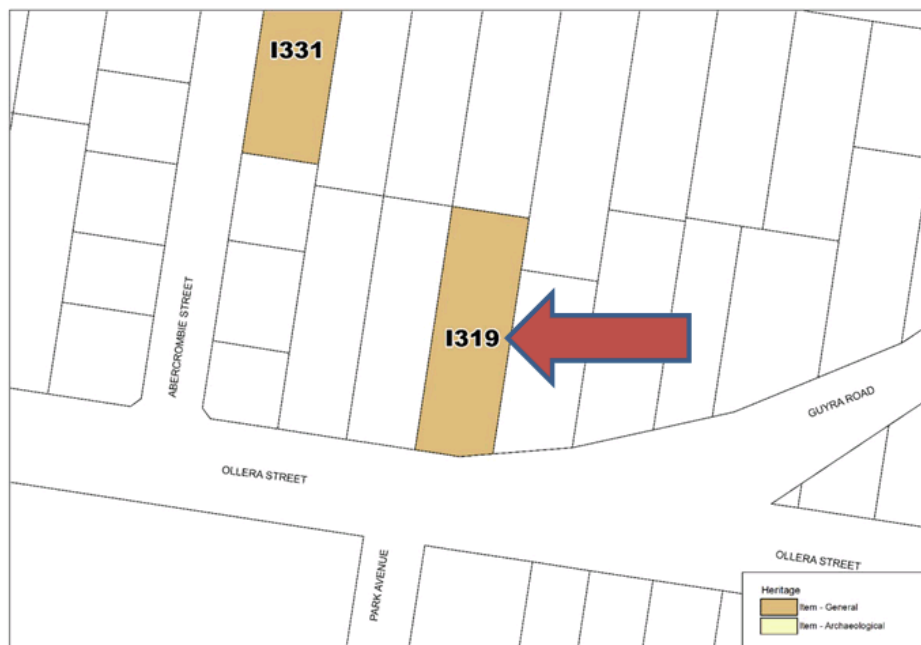 I331
ABERCROMBIE STREET
I319
GUYRA ROAD
OLLERA STREET
PARK AVENUE
OLLERA STREET
Heritage
Item - General
Item - Archaeological